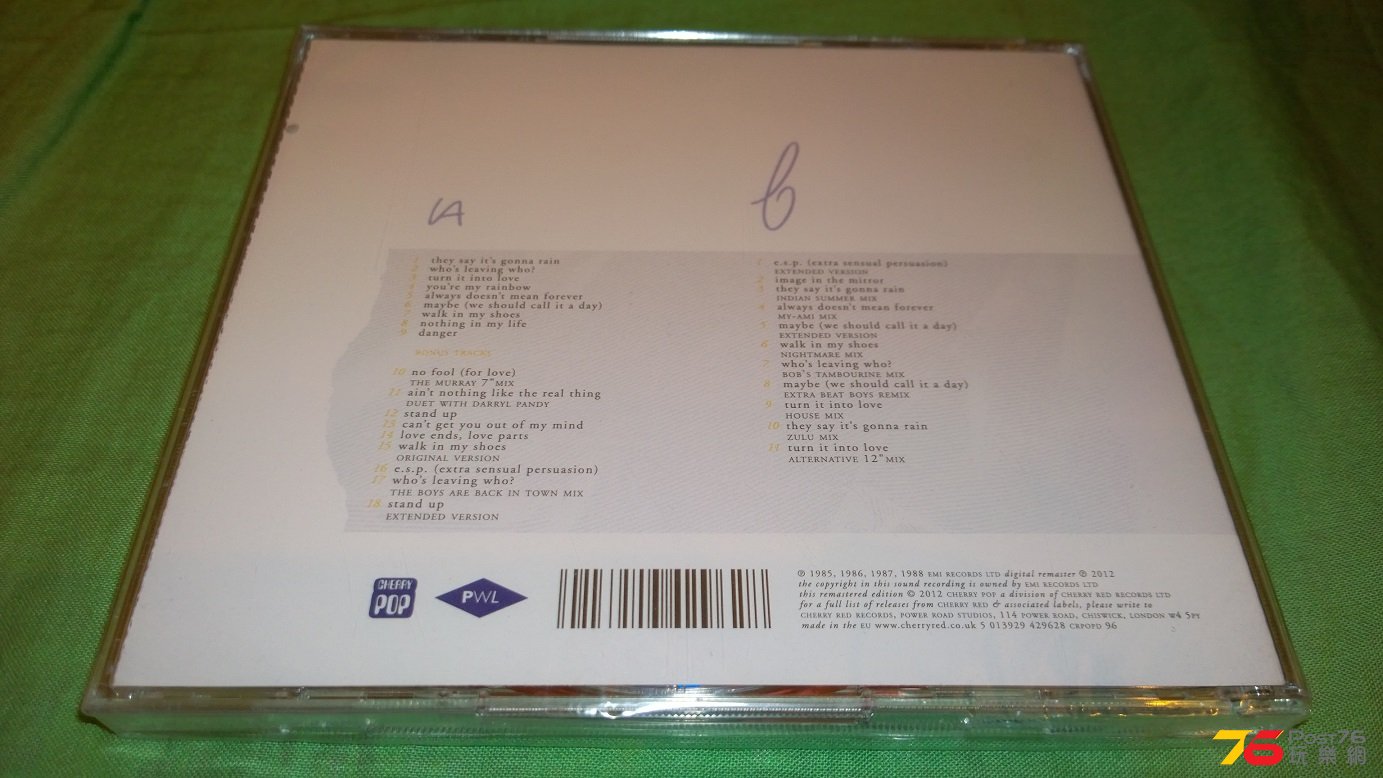 a
1 they say it's gonna rain
2 who's leaving who?
3 turn it into love
4 you're my rainbow
5 always doesn't mean forever
6 maybe (we should call it a day)
7 walk in my shoes
8 nothing in my life
9 danger
BONUS TRACKS
10 no fool (for love)
THE MURRAY 7" MIX
11 ain't nothing like the real thing
DUET WITH DARRYL PANDY
12 stand up
13 can't get you out of my mind
14 love ends, love parts
15 walk in my shoes
ORIGINAL VERSION
16 e.s.p. (extra sensual persuasion)
17 who's leaving who?
THE BOYS ARE BACK IN TOWN MIX
18 stand up
EXTENDED VERSION
b
1 e.s.p. (extra sensual persuasion)
EXTENDED VERSION
2 image in the mirror
3 they say it's gonna rain
INDIAN SUMMER MIX
4 always doesn't mean forever
MY-AMI MIX
5 maybe (we should call it a day)
EXTENDED VERSION
6 walk in my shoes
NIGHTMARE MIX
7 who's leaving who?
BOB'S TAMBOURINE MIX
8 maybe (we should call it a day)
EXTRA BEAT BOYS REMIX
9 turn it into love
HOUSE MIX
10 they say it's gonna rain
ZULU MIX
11 turn it into love
ALTERNATIVE 12" MIX
CHERRY
POP
PWL
℗ 1985, 1986, 1987, 1988 EMI RECORDS LTD digital remaster ℗ 2012
the copyright in this sound recording is owned by EMI RECORDS LTD
this remastered edition © 2012 CHERRY POP a division of CHERRY RED RECORDS LTD
for a full list of releases from CHERRY RED & associated labels, please write to
CHERRY RED RECORDS, POWER ROAD STUDIOS, 114 POWER ROAD, CHISWICK, LONDON W4 5PY
made in the EU www.cherryred.co.uk 5 013929 429628 CRPOPD 96
76 Post76
玩樂網